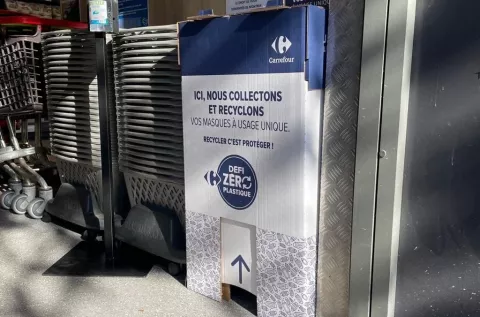 Carrefour
ICI, NOUS COLLECTONS
ET RECYCLONS
VOS MASQUES À USAGE UNIQUE.
RECYCLER C'EST PROTÉGER !
DÉFI
ZÉRO
PLASTIQUE